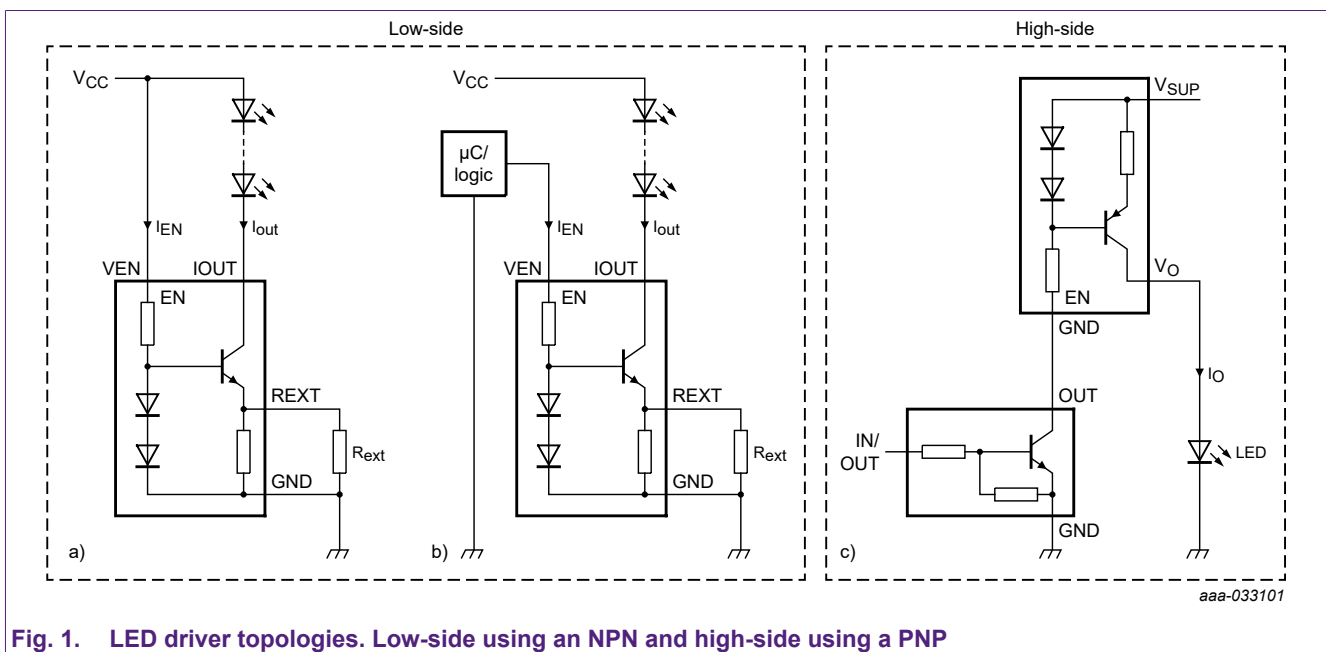 Low-side
High-side
VCC
IEN
Iout
VEN
IOUT
EN
REXT
Rext
GND
a)
VCC
µC/
logic
IEN
Iout
VEN
IOUT
EN
REXT
Rext
GND
b)
VSUP
VO
EN
GND
IO
OUT
IN/
OUT
LED
GND
c)
aaa-033101
Fig. 1. LED driver topologies. Low-side using an NPN and high-side using a PNP